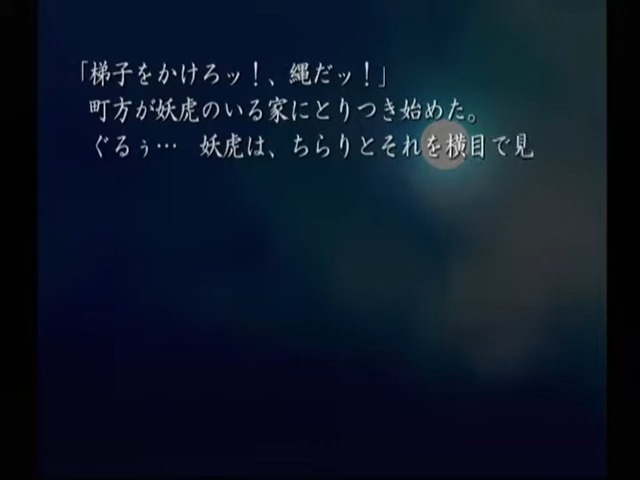 「梯子をかけろッ！、縄だッ！」
町方が妖虎のいる家にとりつき始めた。
ぐるぅ…　妖虎は、ちらりとそれを横目で見